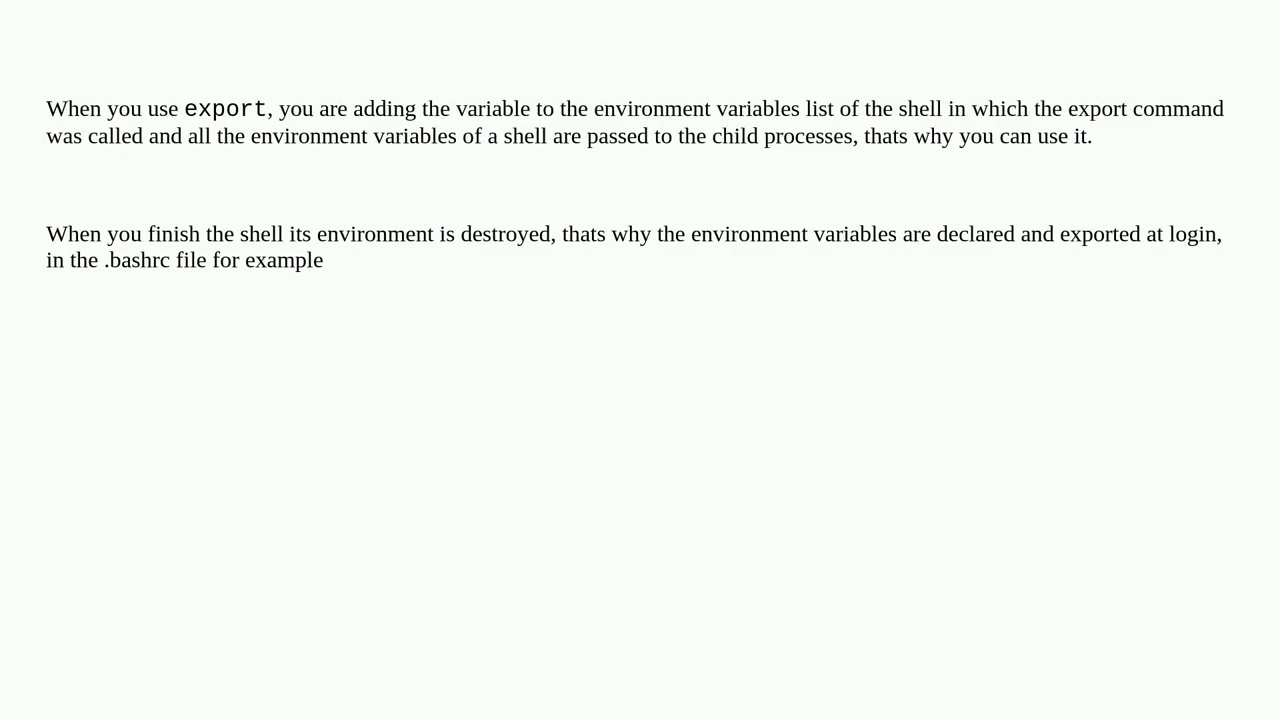 When you use export, you are adding the variable to the environment variables list of the shell in which the export command
was called and all the environment variables of a shell are passed to the child processes, thats why you can use it.
When you finish the shell its environment is destroyed, thats why the environment variables are declared and exported at login,
in the .bashrc file for example